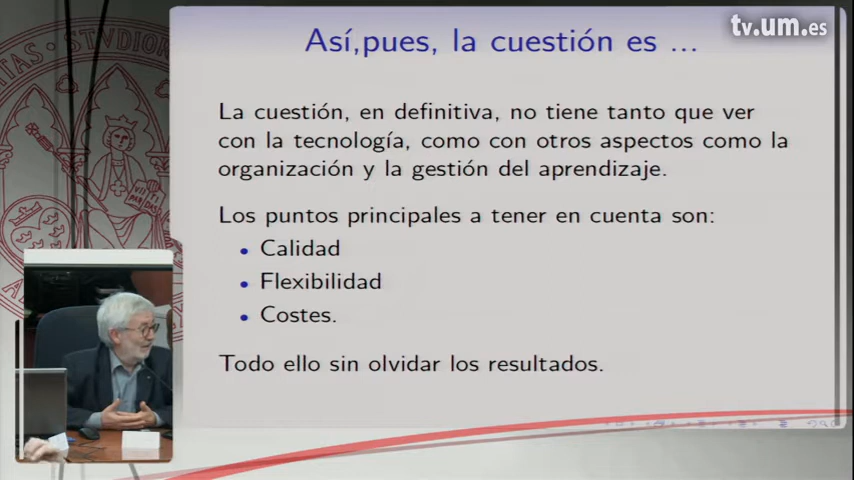 tv.um.es
Así,pues, la cuestión es ...
La cuestión, en definitiva, no tiene tanto que ver
con la tecnología, como con otros aspectos como la
organización y la gestión del aprendizaje.
Los puntos principales a tener en cuenta son:
• Calidad
• Flexibilidad
• Costes.
Todo ello sin olvidar los resultados.